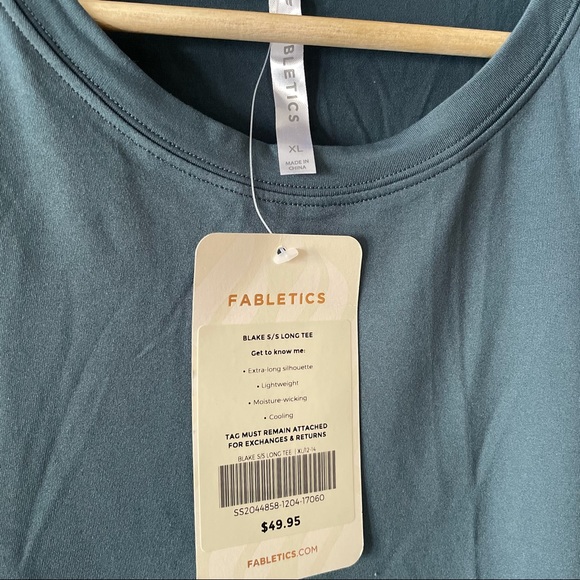 FABLETICS
XL
MADE IN
CHINA
FABLETICS
BLAKE S/S LONG TEE
Get to know me:
• Extra-long silhouette
• Lightweight
• Moisture-wicking
• Cooling
TAG MUST REMAIN ATTACHED
FOR EXCHANGES & RETURNS
BLAKE S/S LONG TEE | XL/12-14
SS2044858-1204-17060
$49.95
FABLETICS.COM